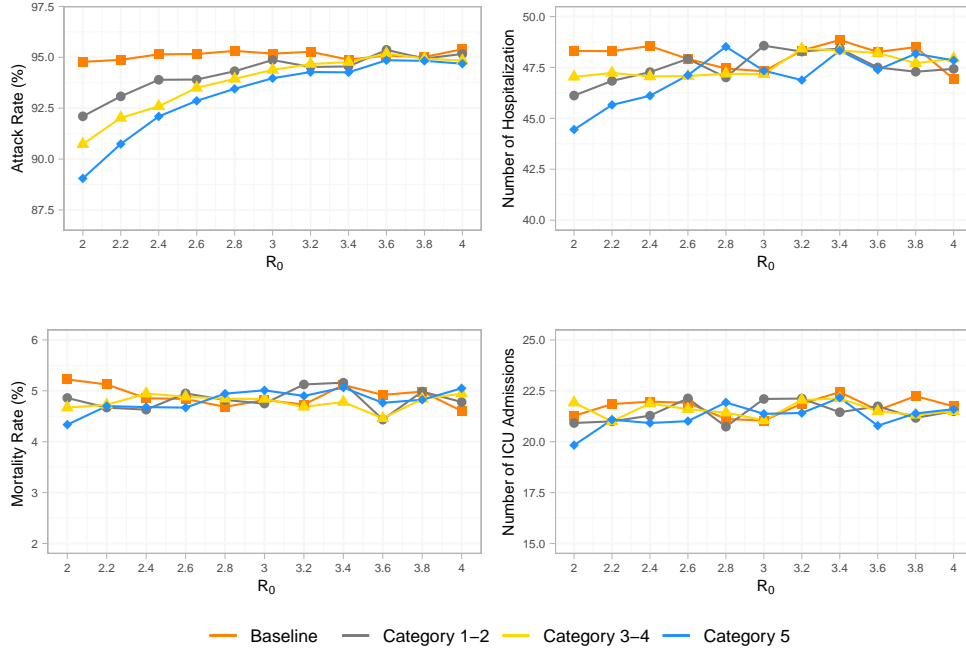 97.5
95.0
92.5
90.0
87.5
Attack Rate (%)
2 2.2 2.4 2.6 2.8 3 3.2 3.4 3.6 3.8 4
R0
50.0
47.5
45.0
42.5
40.0
Number of Hospitalization
2 2.2 2.4 2.6 2.8 3 3.2 3.4 3.6 3.8 4
R0
6
5
4
3
2
Mortality Rate (%)
2 2.2 2.4 2.6 2.8 3 3.2 3.4 3.6 3.8 4
R0
25.0
22.5
20.0
17.5
15.0
Number of ICU Admissions
2 2.2 2.4 2.6 2.8 3 3.2 3.4 3.6 3.8 4
R0
Baseline Category 1−2 Category 3−4 Category 5